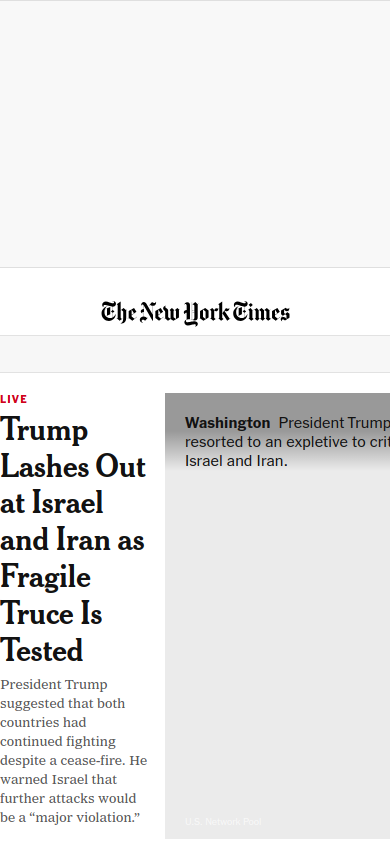 The New York Times
LIVE
Trump
Lashes Out
at Israel
and Iran as
Fragile
Truce Is
Tested
President Trump
suggested that both
countries had
continued fighting
despite a cease-fire. He
warned Israel that
further attacks would
be a “major violation.”
Washington President Trump
resorted to an expletive to crit
Israel and Iran.
U.S. Network Pool